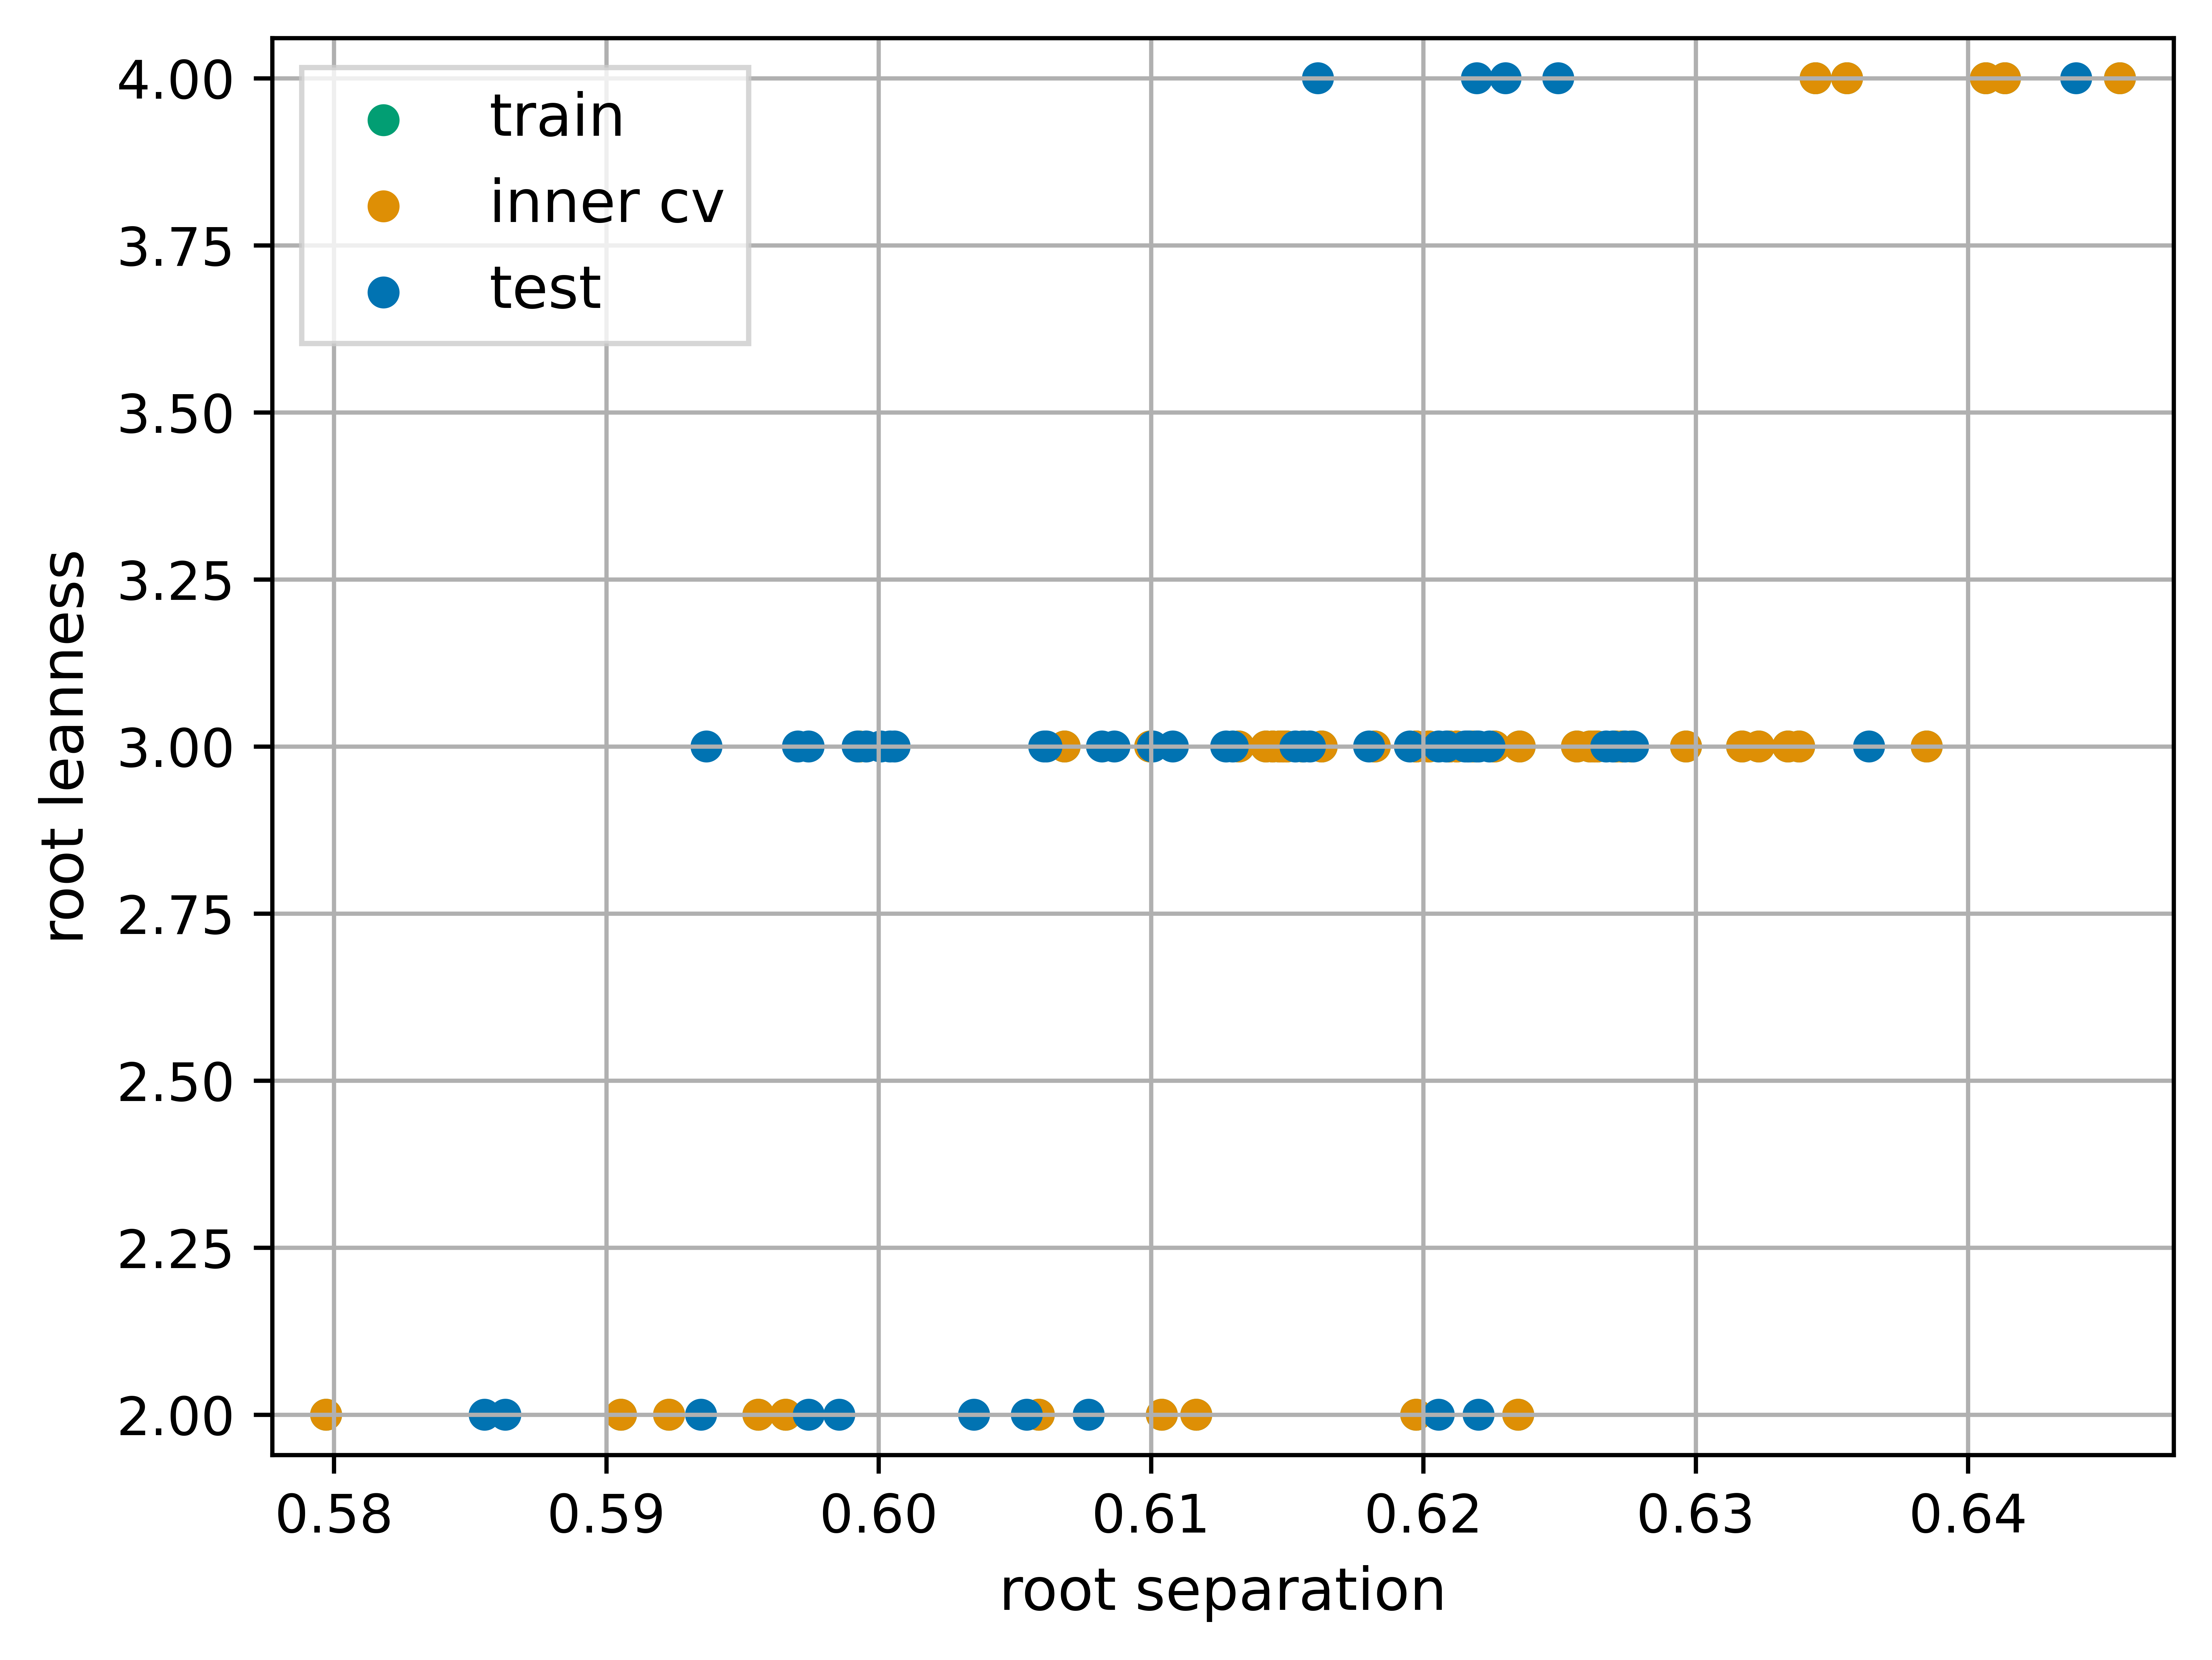 train
inner cv
test
4.00
3.75
3.50
3.25
3.00
2.75
2.50
2.25
2.00
root leanness
0.58 0.59 0.60 0.61 0.62 0.63 0.64
root separation